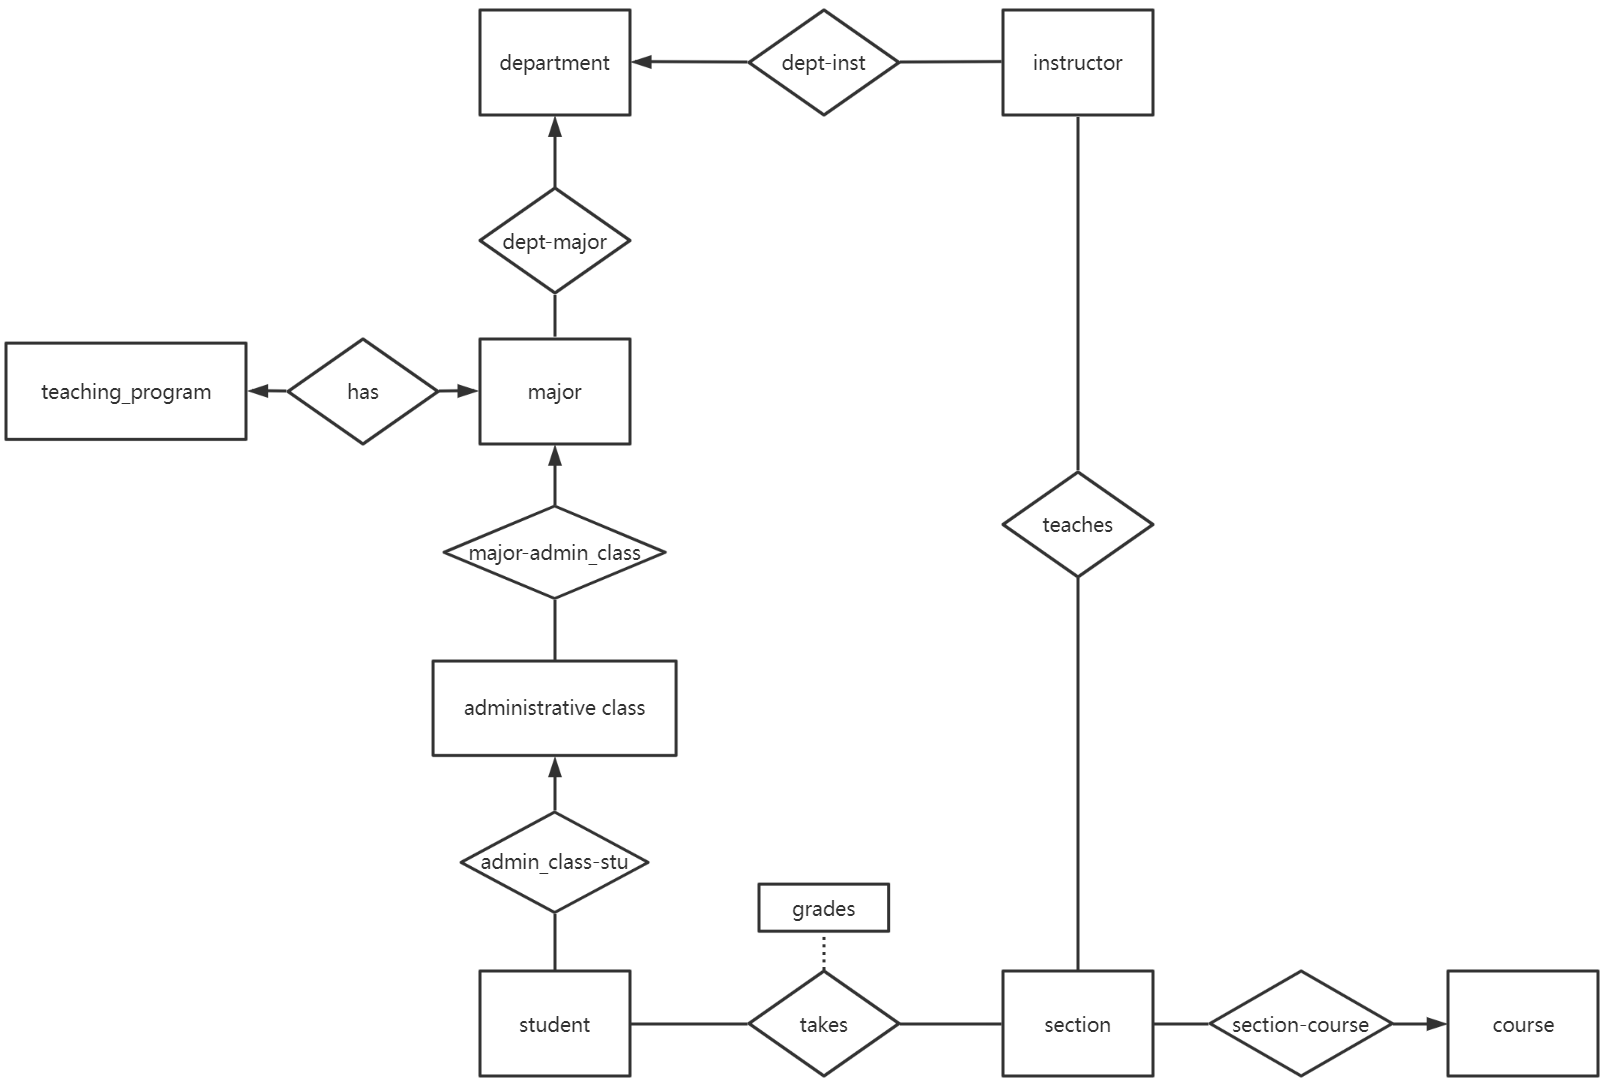 department
dept-inst
instructor
dept-major
teaching_program
has
major
major-admin_class
teaches
administrative class
admin_class-stu
grades
student
takes
section
section-course
course